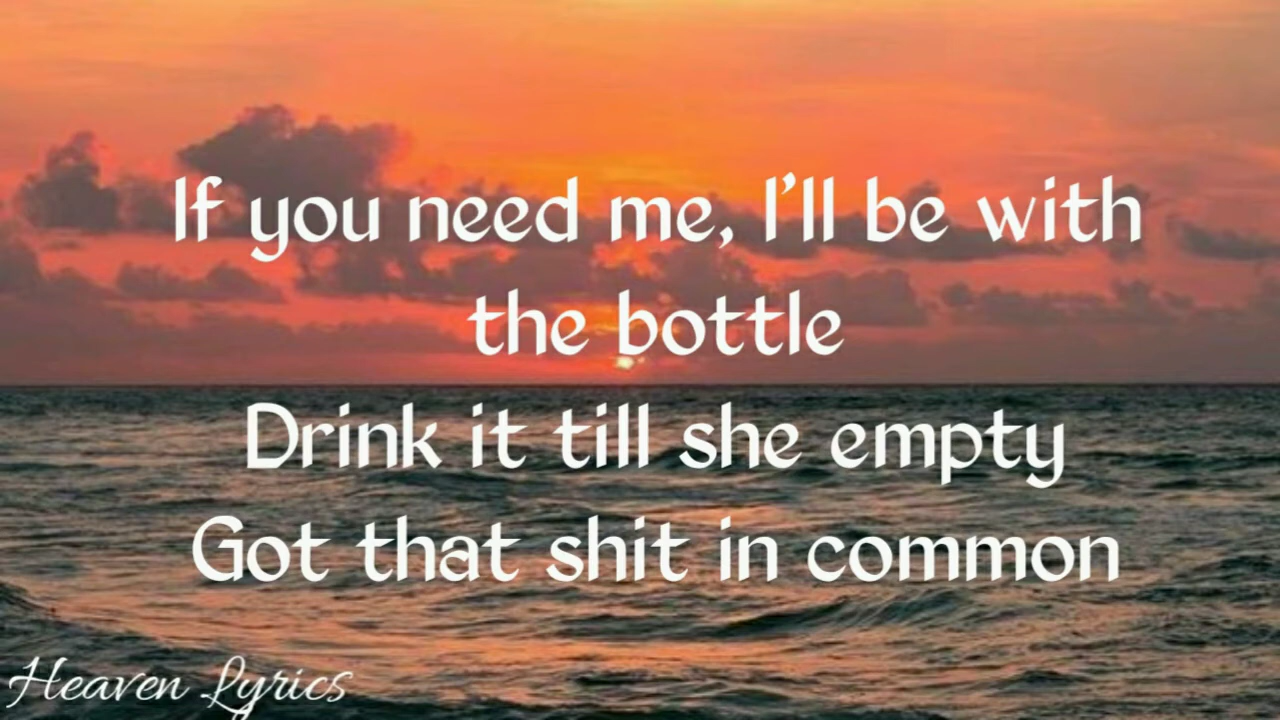 If you need me, I'll be with
the bottle
Drink it till she empty
Got that shit in common
Heaven Lyrics